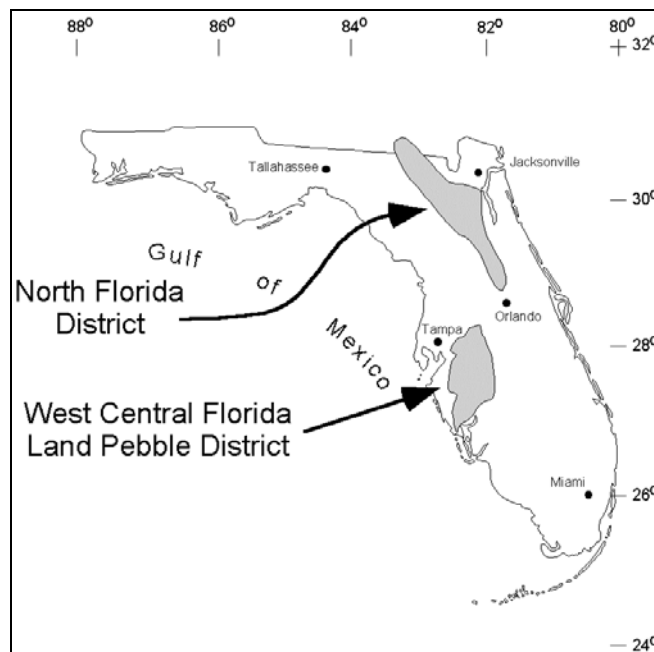 88⁰ 86⁰ 84⁰ 82⁰ 80⁰
32⁰
Tallahassee
Jacksonville
30⁰
Gulf
of
Mexico
North Florida
District
Orlando
Tampa
28⁰
West Central Florida
Land Pebble District
Miami
26⁰
24⁰